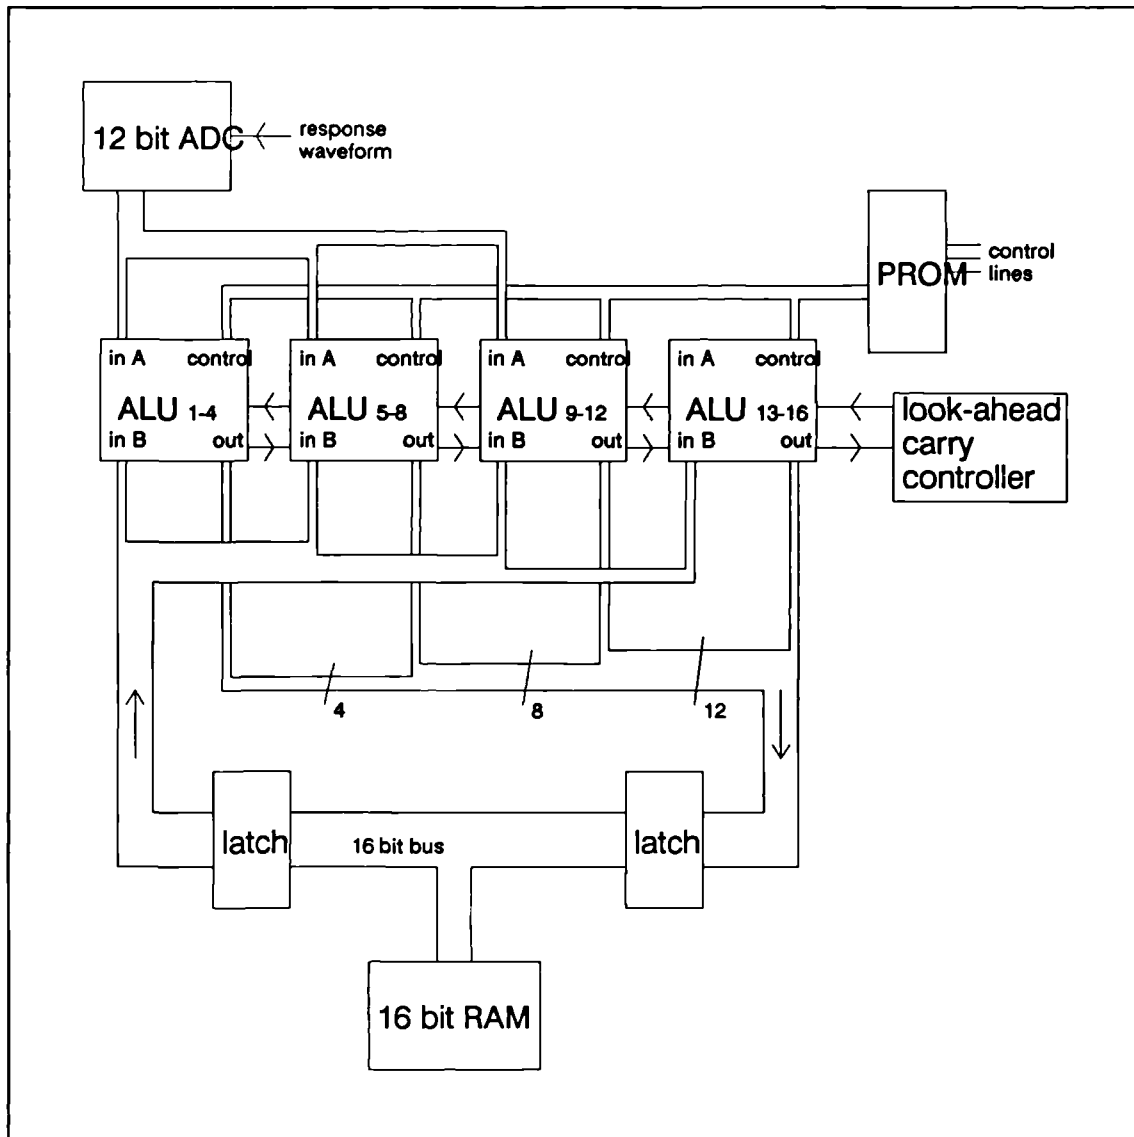 12 bit ADC
response
waveform
PROM
control
lines
in A control
ALU 1-4
in B out
in A control
ALU 5-8
in B out
in A control
ALU 9-12
in B out
in A control
ALU 13-16
in B out
look-ahead
carry
controller
4
8
12
latch
16 bit bus
latch
16 bit RAM